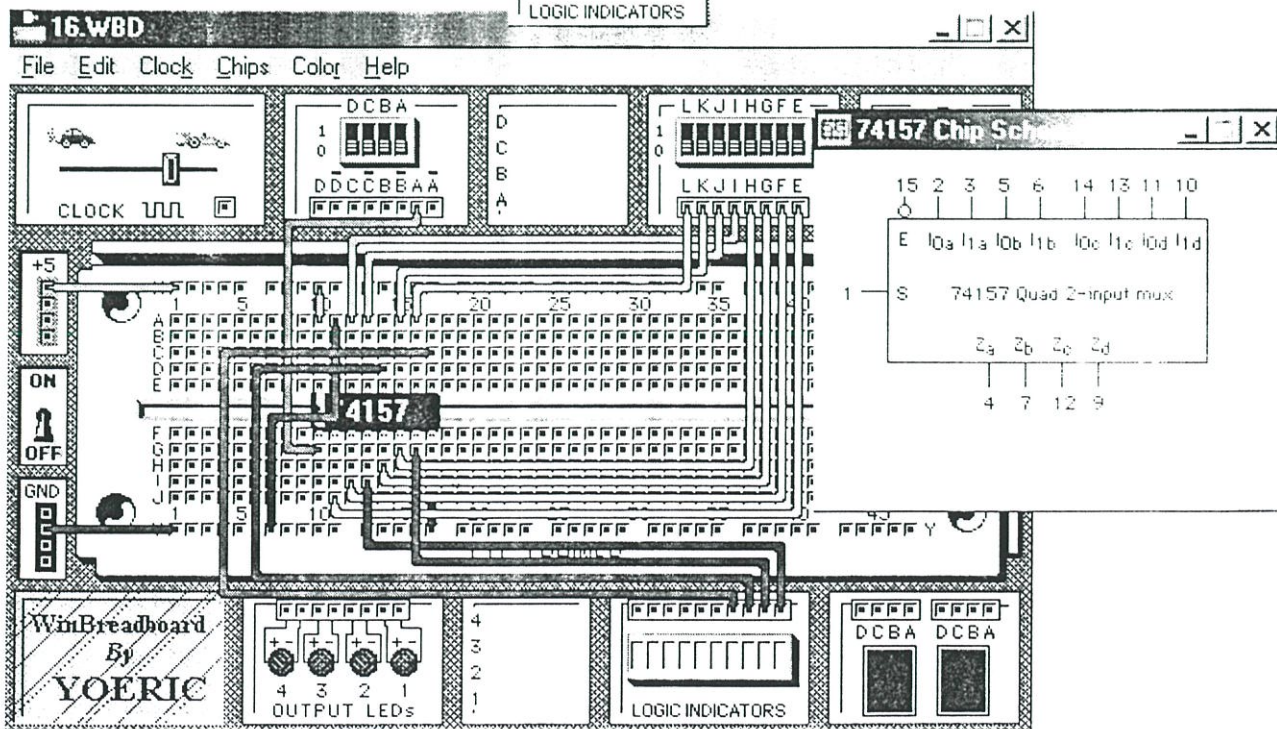 LOGIC INDICATORS
16.WBD
File Edit Clock Chips Color Help
DCBA
1
0
DDCCBBAA
CLOCK
D
C
B
A
LKJIHGFE
1
0
LKJIHGFE
74157 Chip
15 2 3 5 6 14 13 11 10
E I0a I1a I0b I1b I0c I1c I0d I1d
1 S 74157 Quad 2-input mux
Za Zb Zc Zd
4 7 12 9
+5
ON
OFF
GND
1 5 10 20 25 30 35
A
B
C
D
E
4157
F
G
H
I
J
1 5 10
Y
WinBreadboard
By
YOERIC
+- +- +- +-
4 3 2 1
OUTPUT LEDs
4
3
2
1
LOGIC INDICATORS
DCBA DCBA